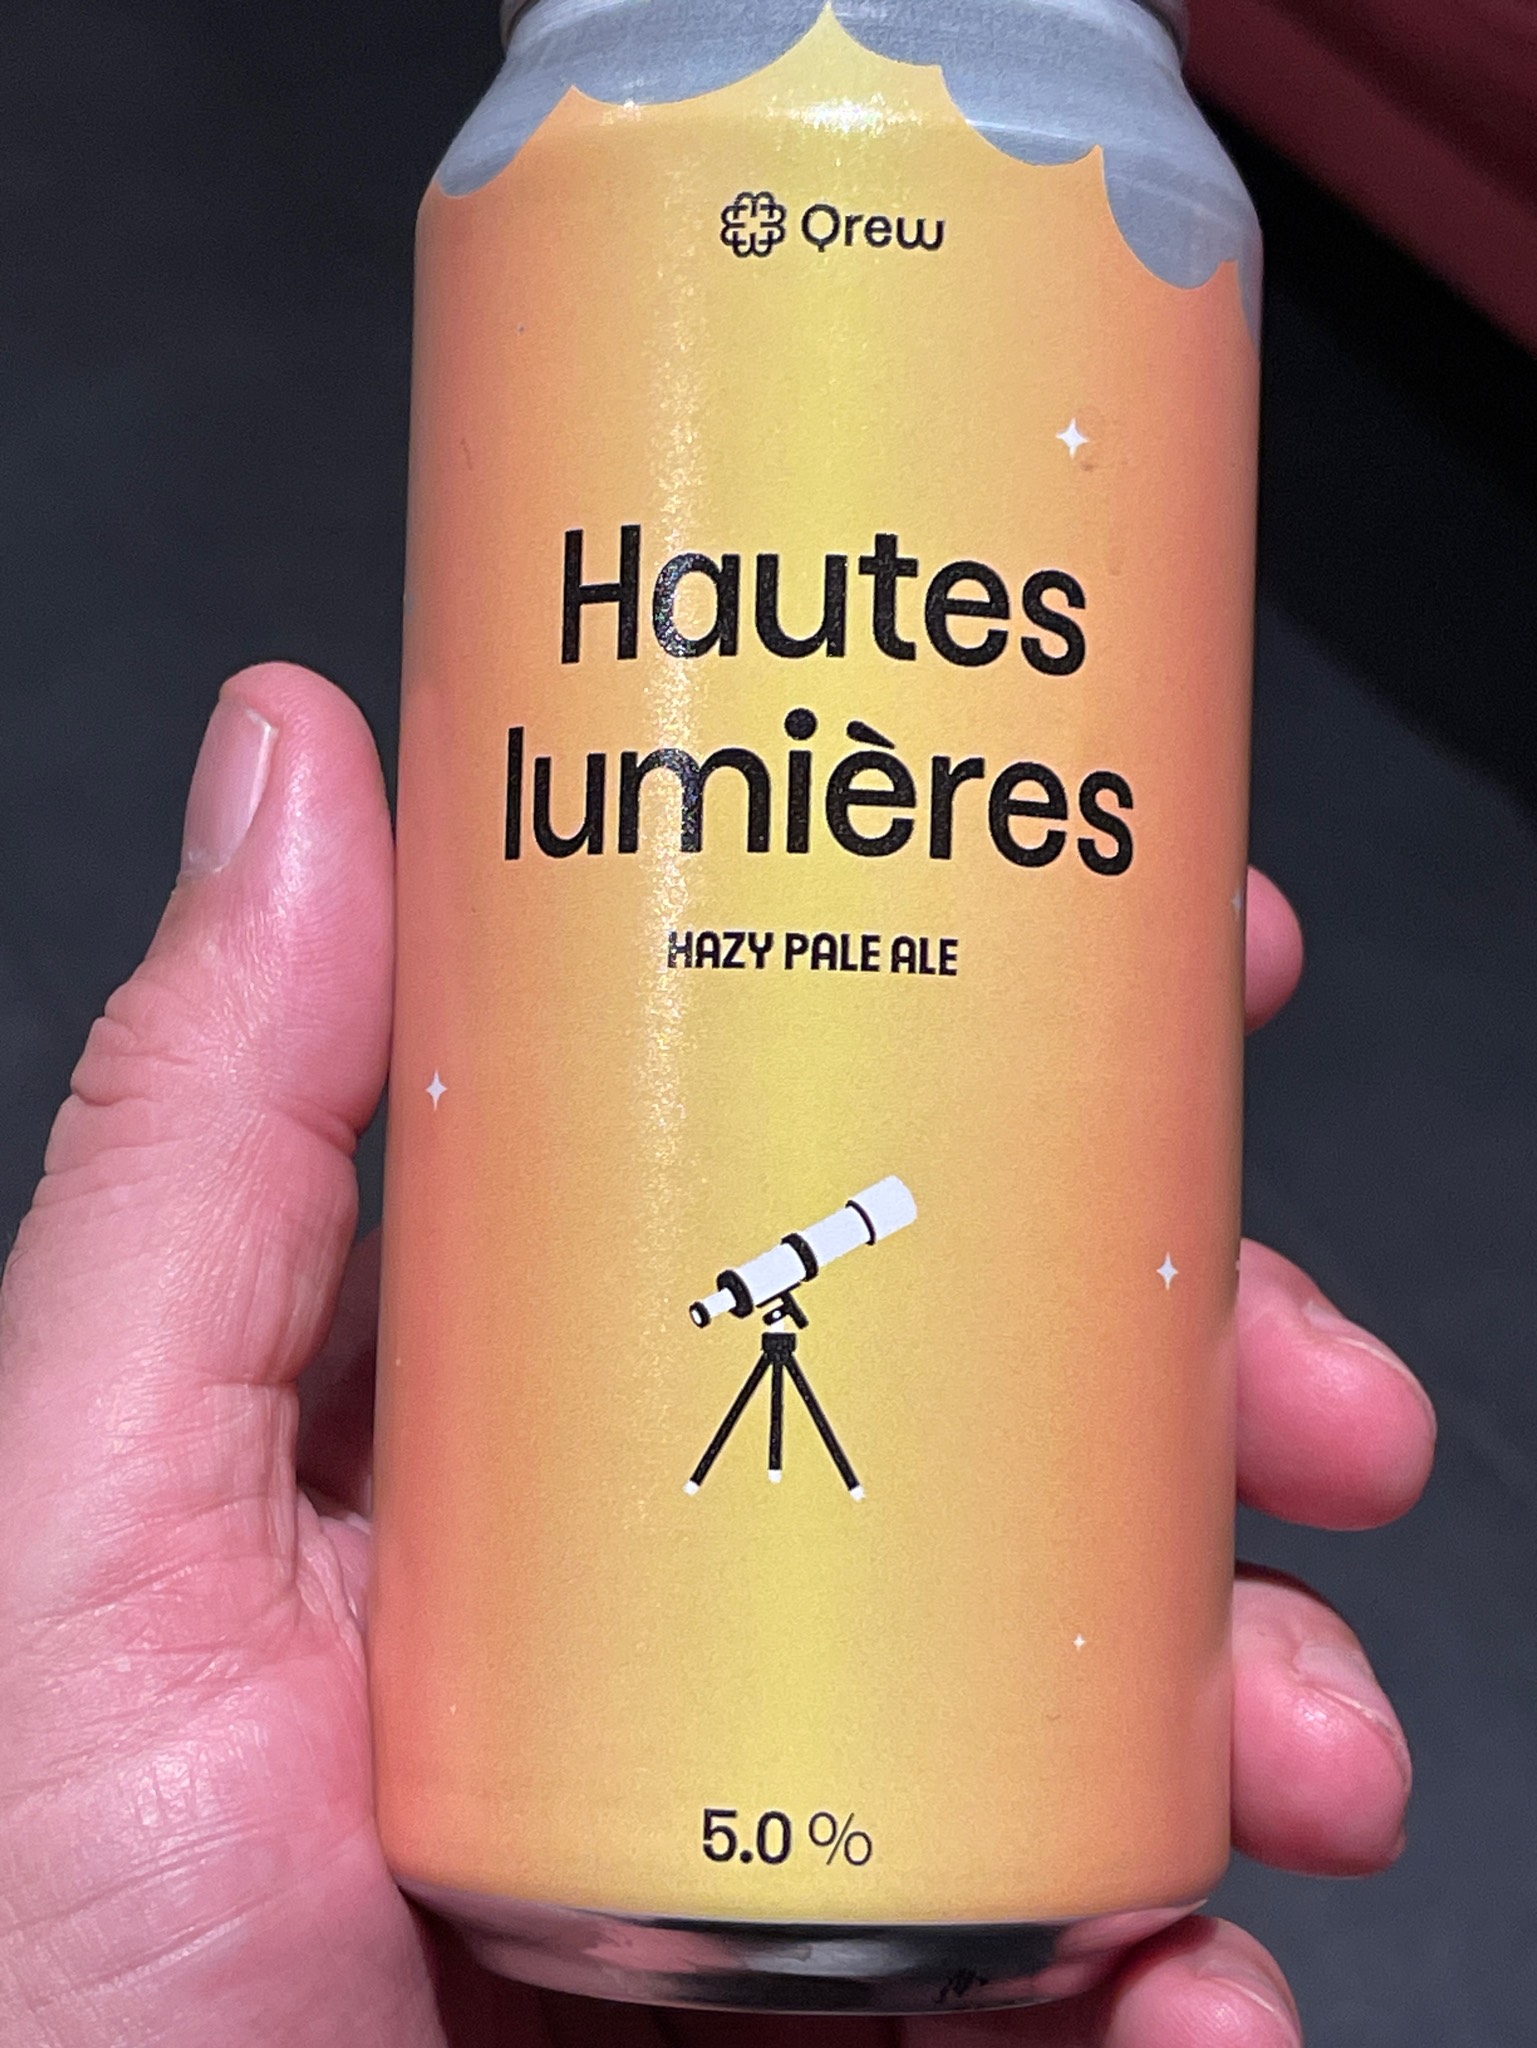 Qrew
Hautes
lumières
HAZY PALE ALE
5.0 %